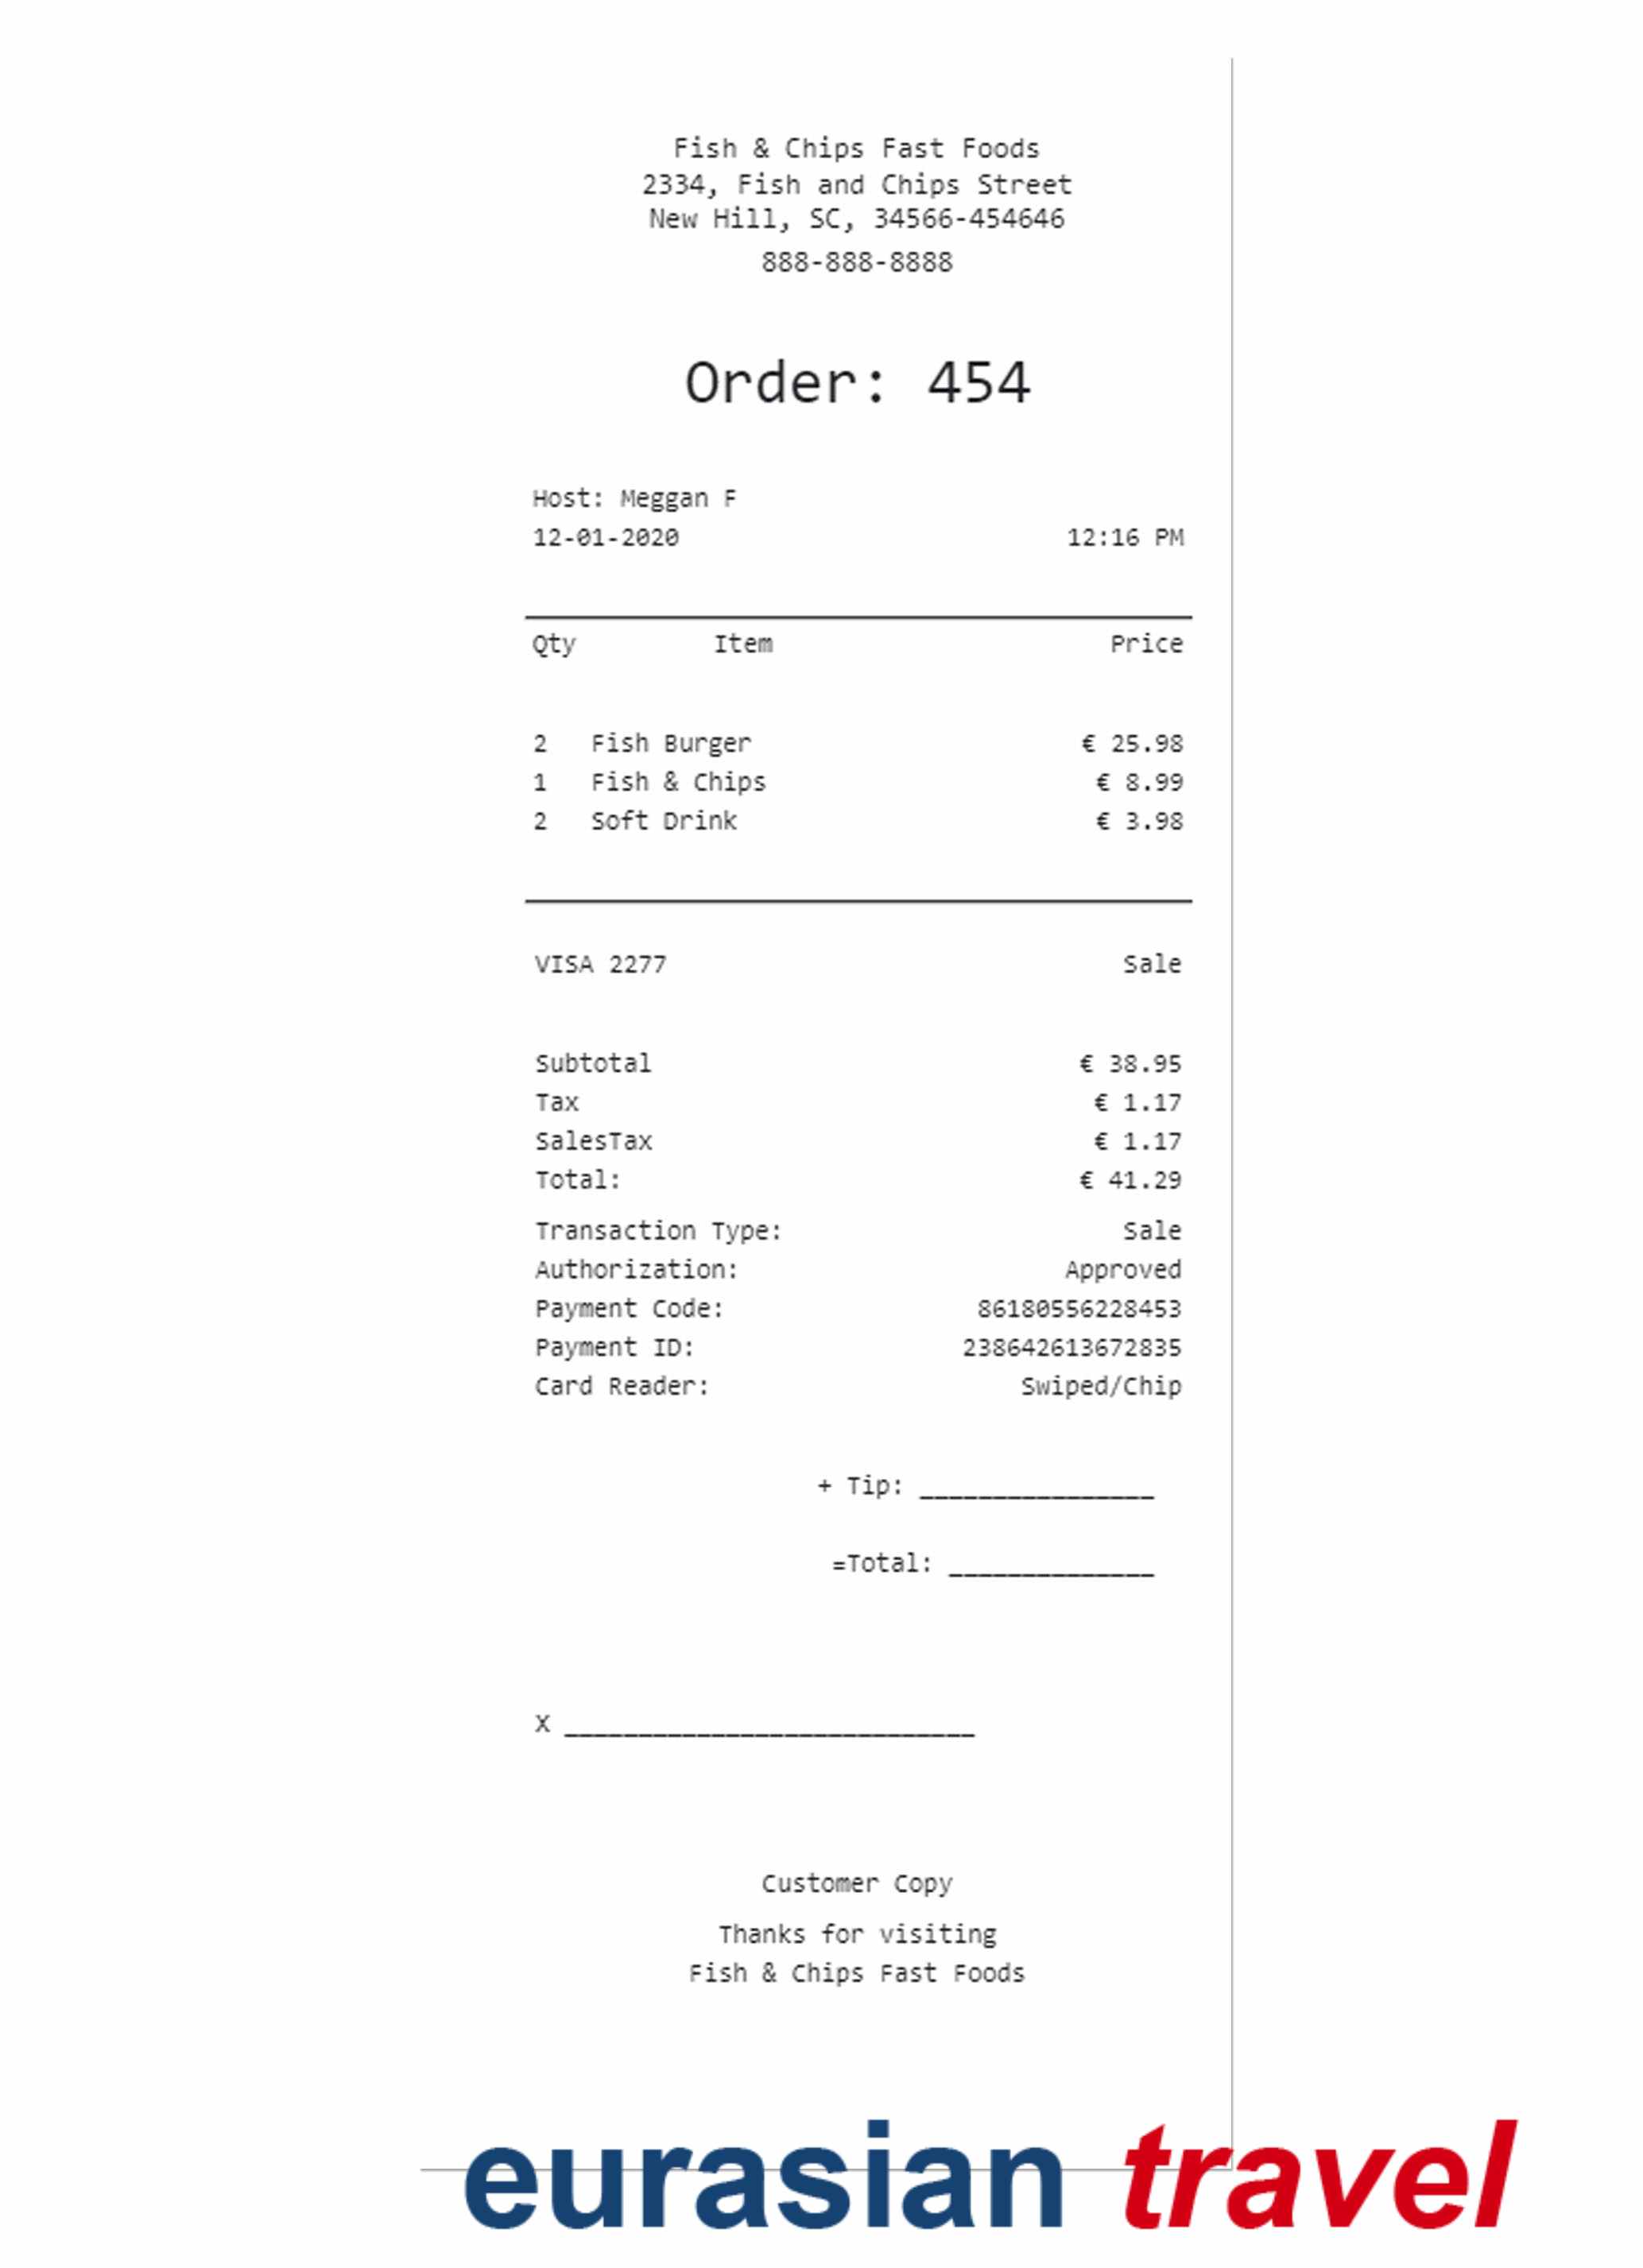 Fish & Chips Fast Foods
2334, Fish and Chips Street
New Hill, SC, 34566-454646
888-888-8888
Order: 454
Host: Meggan F
12-01-2020 12:16 PM
Qty Item Price
2 Fish Burger € 25.98
1 Fish & Chips € 8.99
2 Soft Drink € 3.98
VISA 2277 Sale
Subtotal € 38.95
Tax € 1.17
SalesTax € 1.17
Total: € 41.29
Transaction Type: Sale
Authorization: Approved
Payment Code: 86180556228453
Payment ID: 238642613672835
Card Reader: Swiped/Chip
+ Tip: ________________
=Total: ______________
X ____________________________
Customer Copy
Thanks for visiting
Fish & Chips Fast Foods
eurasian travel